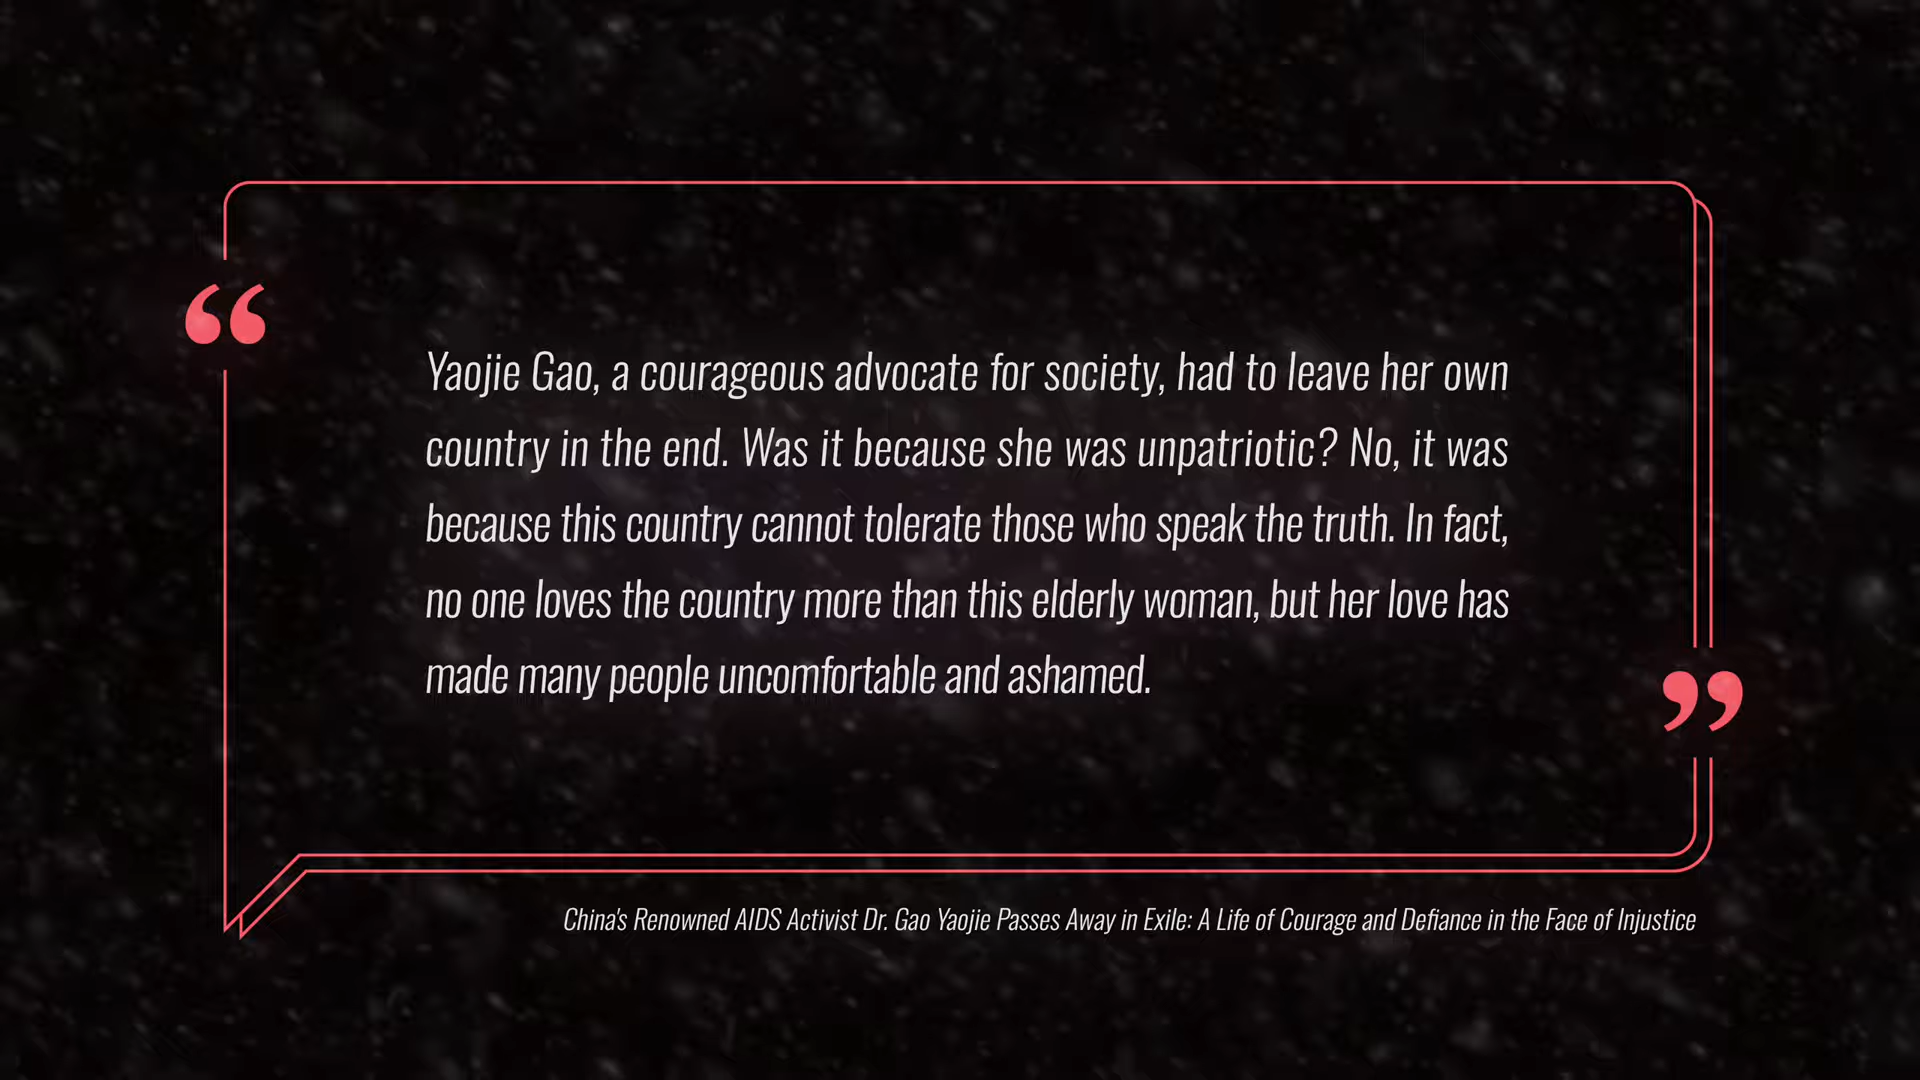 “
Yaojie Gao, a courageous advocate for society, had to leave her own
country in the end. Was it because she was unpatriotic? No, it was
because this country cannot tolerate those who speak the truth. In fact,
no one loves the country more than this elderly woman, but her love has
made many people uncomfortable and ashamed.
”
China's Renowned AIDS Activist Dr. Gao Yaojie Passes Away in Exile: A Life of Courage and Defiance in the Face of Injustice